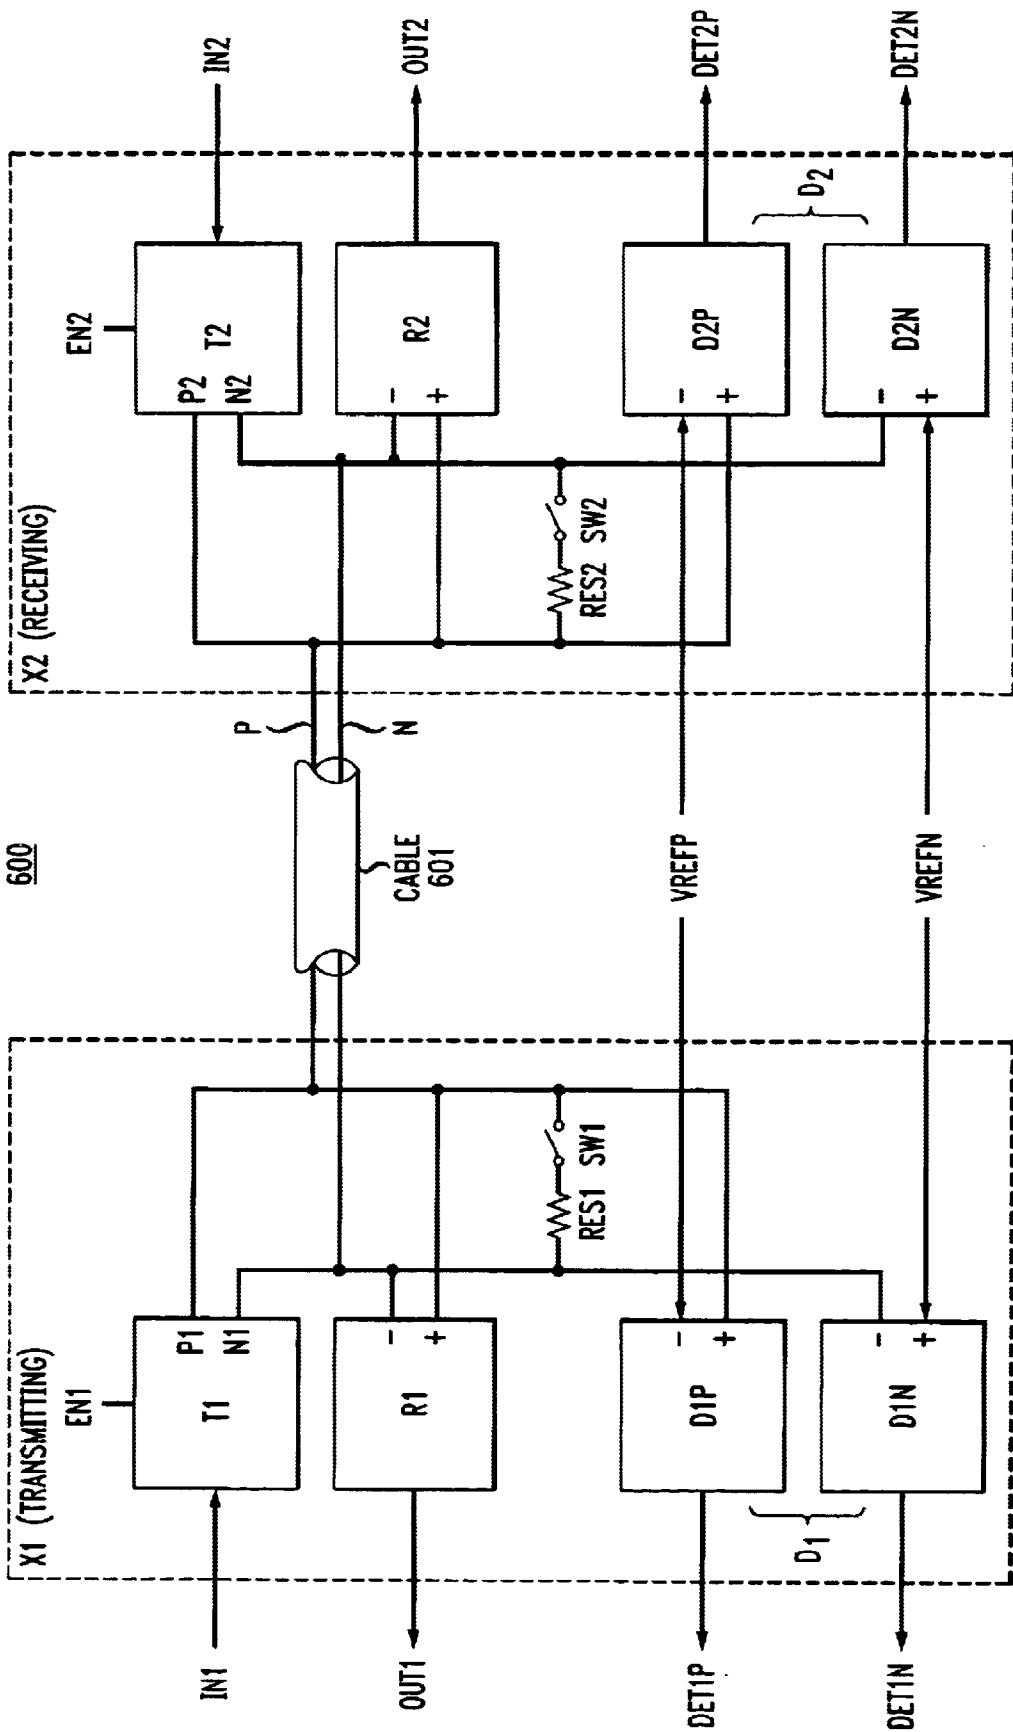 600
X1 (TRANSMITTING)
X2 (RECEIVING)
EN1
EN2
IN1
T1
P1
N1
P2
N2
T2
IN2
P
N
CABLE
601
OUT1
R1
-
+
-
+
R2
OUT2
RES1 SW1
RES2 SW2
DET1P
D1P
-
+
VREFP
-
+
D2P
DET2P
D1
D2
DET1N
D1N
-
+
VREFN
-
+
D2N
DET2N